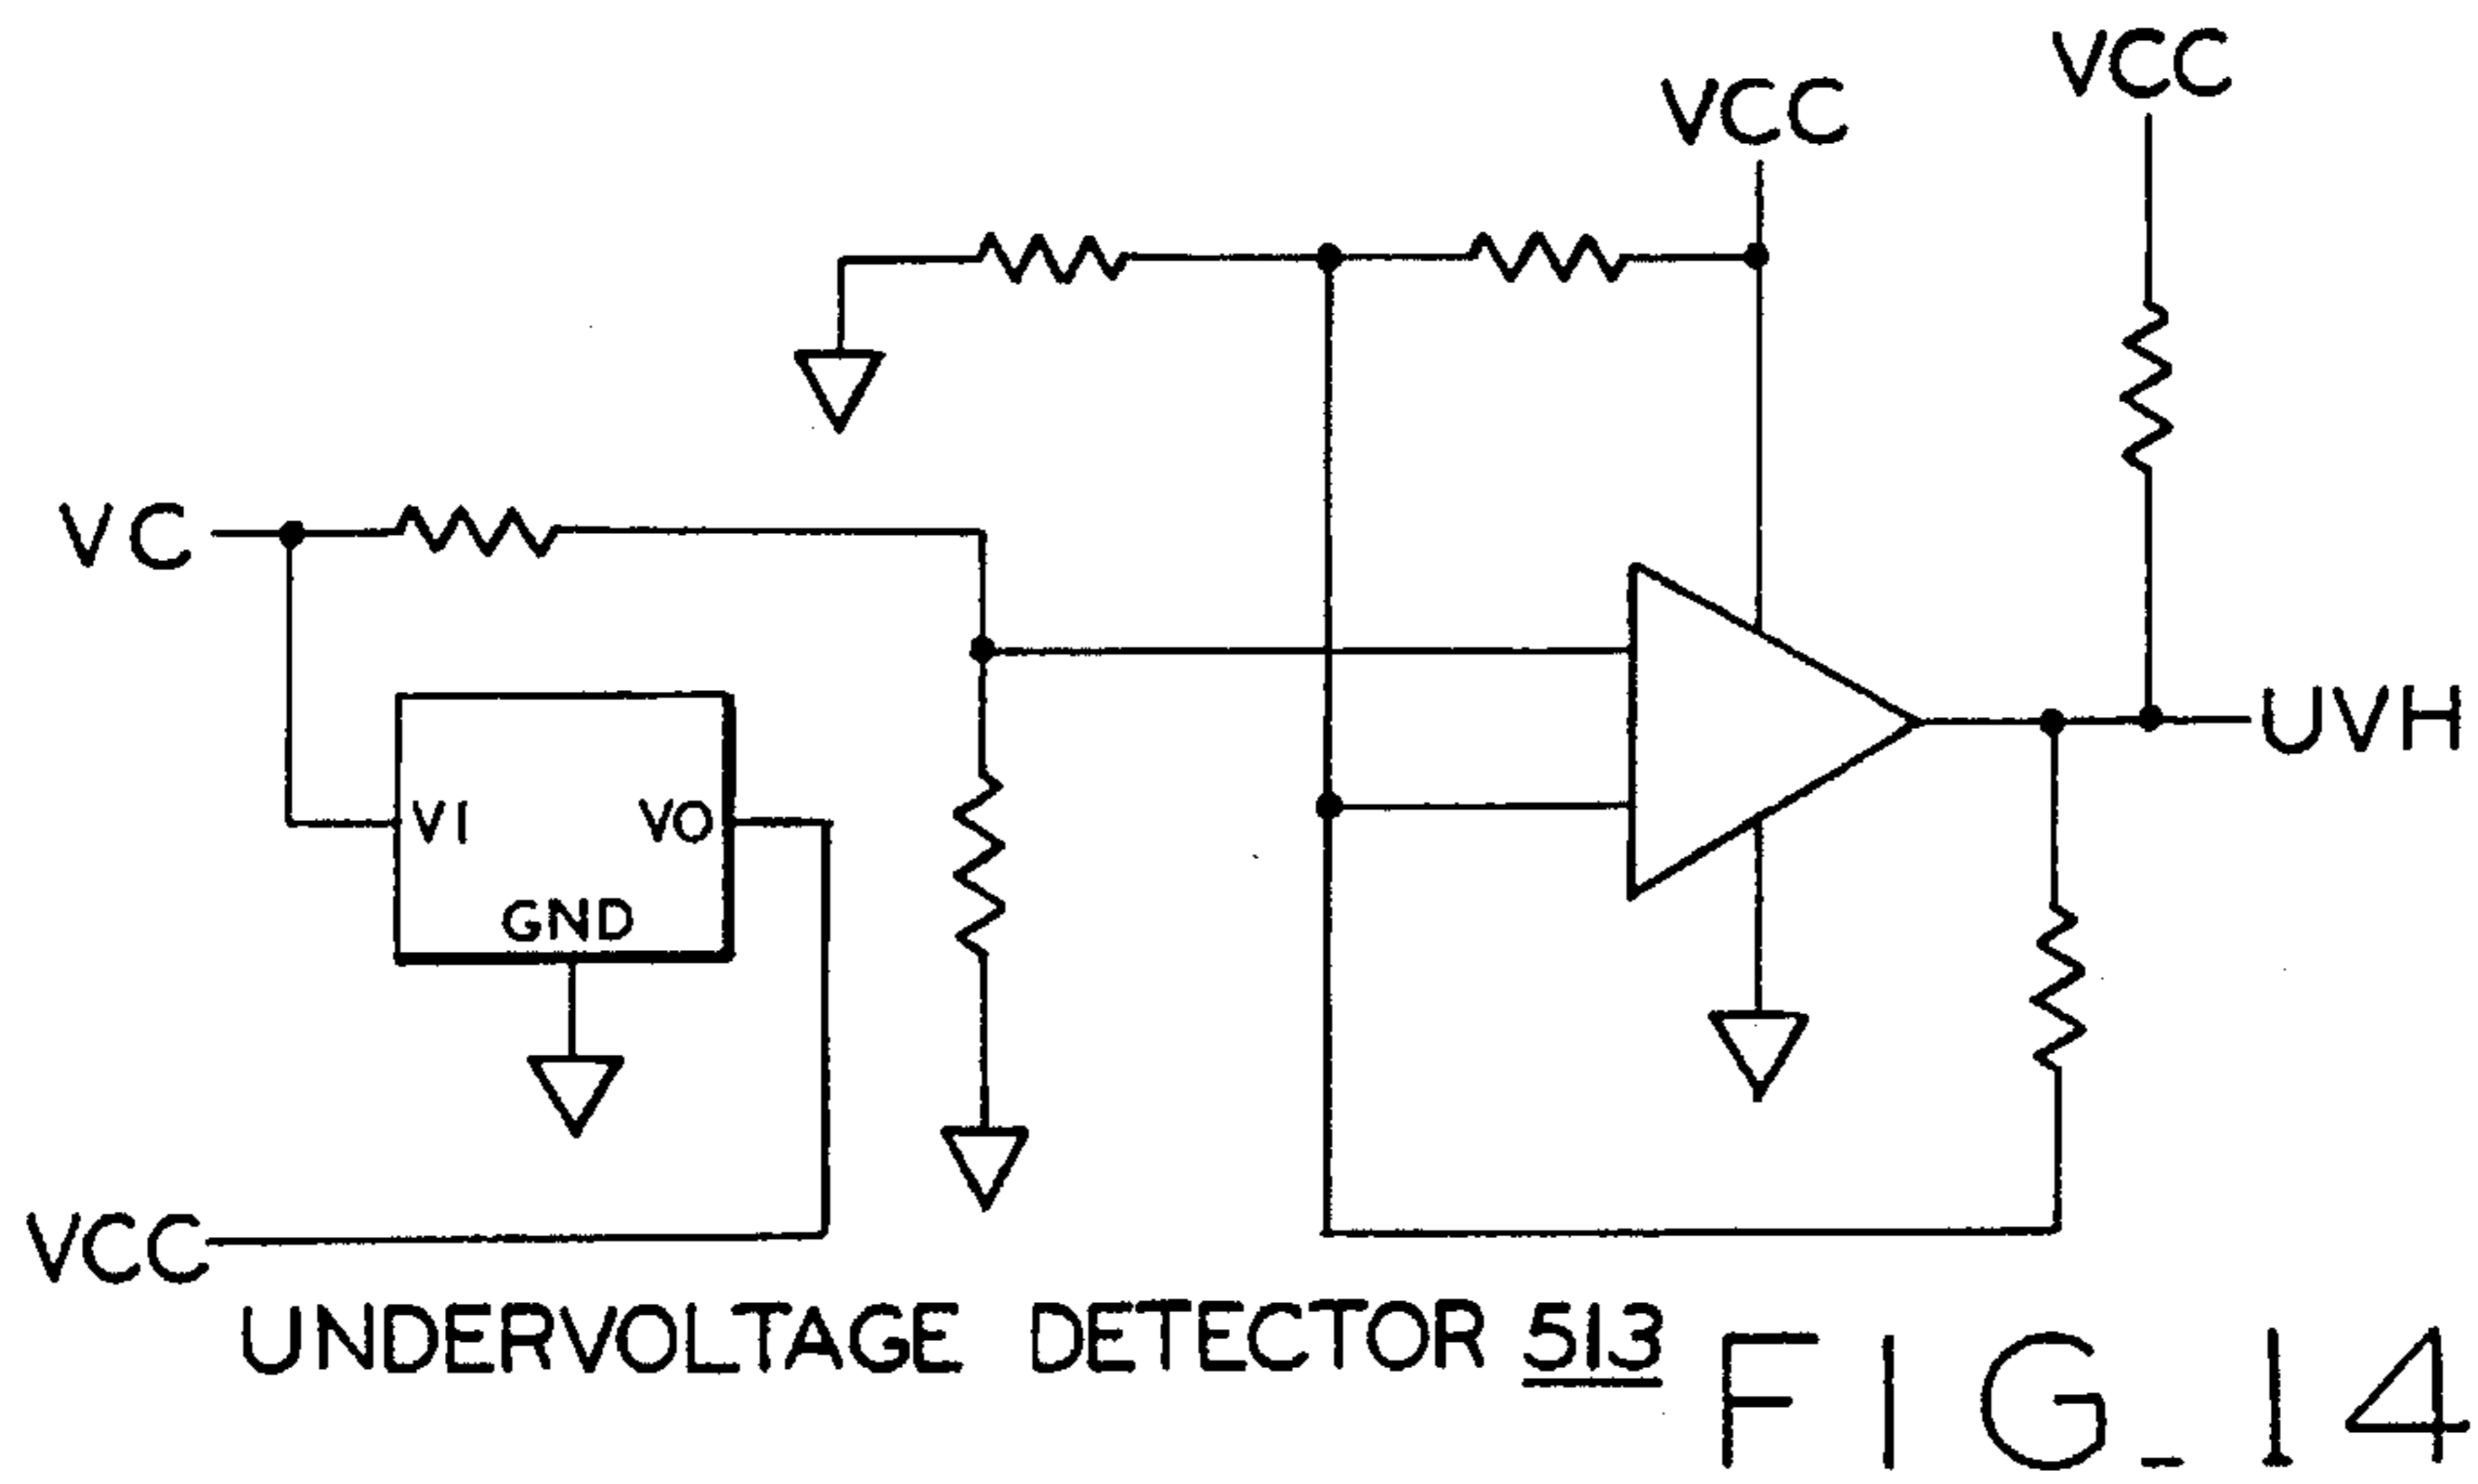 VCC
VCC
VC
VI
VO
GND
UVH
VCC
UNDERVOLTAGE DETECTOR 513
FIG_14